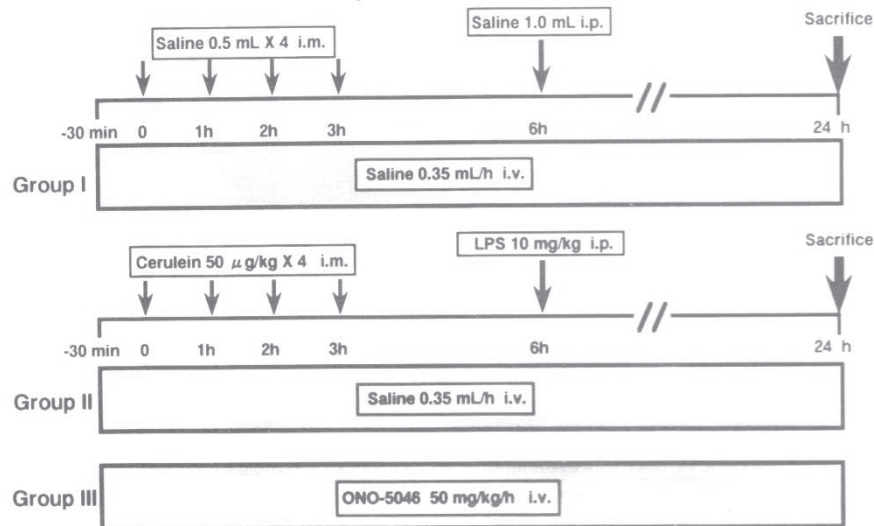 Saline 0.5 mL X 4 i.m.
Saline 1.0 mL i.p.
Sacrifice
-30 min 0 1h 2h 3h 6h 24 h
Group I
Saline 0.35 mL/h i.v.
Cerulein 50 μg/kg X 4 i.m.
LPS 10 mg/kg i.p.
Sacrifice
-30 min 0 1h 2h 3h 6h 24 h
Group II
Saline 0.35 mL/h i.v.
Group III
ONO-5046 50 mg/kg/h i.v.